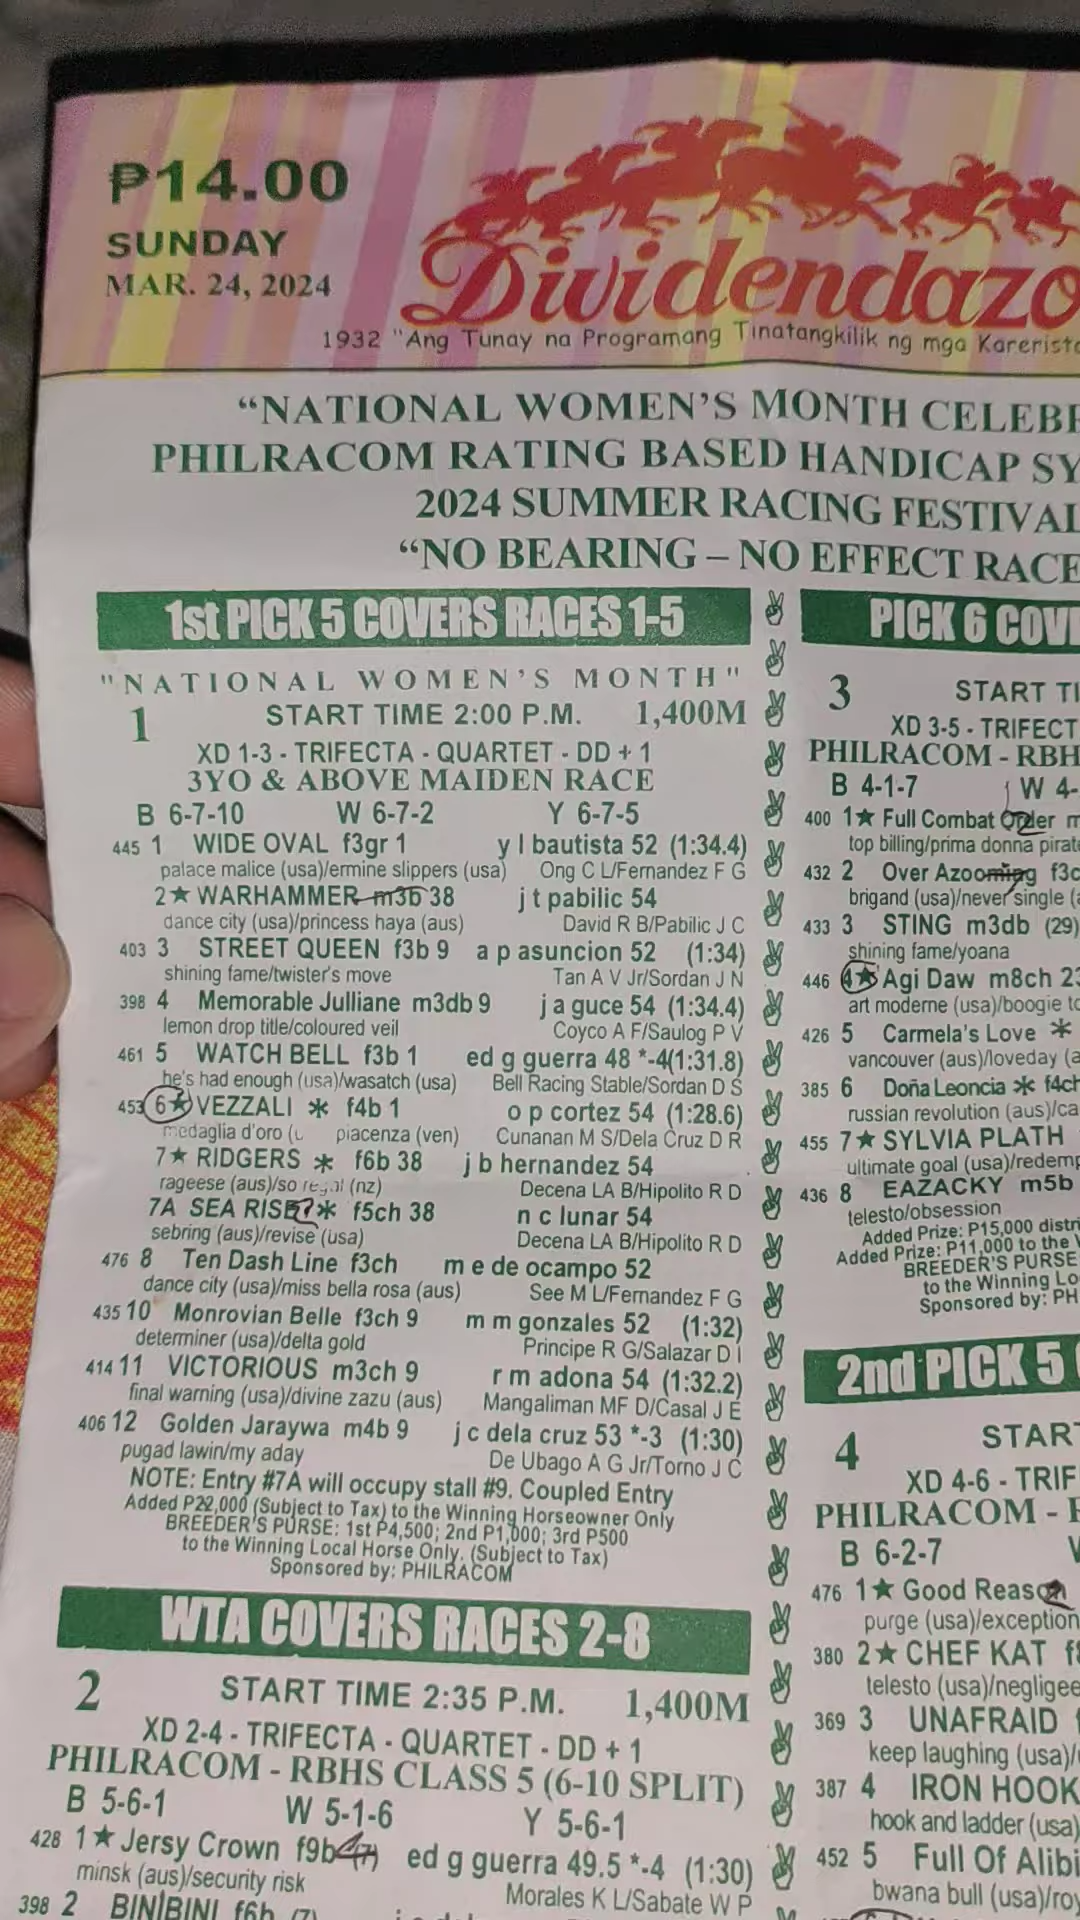 ₱14.00
SUNDAY
MAR. 24, 2024
Dividendazo
1932 "Ang Tunay na Programang Tinatangkilik ng mga Karerista
“NATIONAL WOMEN’S MONTH CELEB
PHILRACOM RATING BASED HANDICAP SY
2024 SUMMER RACING FESTIVAL
“NO BEARING – NO EFFECT RACE
1st PICK 5 COVERS RACES 1-5
"NATIONAL WOMEN’S MONTH"
1 START TIME 2:00 P.M. 1,400M
XD 1-3 - TRIFECTA - QUARTET - DD + 1
3YO & ABOVE MAIDEN RACE
B 6-7-10 W 6-7-2 Y 6-7-5
445 1 WIDE OVAL f3gr 1 y l bautista 52 (1:34.4)
palace malice (usa)/ermine slippers (usa) Ong C L/Fernandez F G
2★ WARHAMMER m3b 38 j t pabilic 54
dance city (usa)/princess haya (aus) David R B/Pabilic J C
403 3 STREET QUEEN f3b 9 a p asuncion 52 (1:34)
shining fame/twister's move Tan A V Jr/Sordan J N
398 4 Memorable Julliane m3db 9 j a guce 54 (1:34.4)
lemon drop title/coloured veil Coyco A F/Saulog P V
461 5 WATCH BELL f3b 1 ed g guerra 48 *-4(1:31.8)
he's had enough (usa)/wasatch (usa) Bell Racing Stable/Sordan D S
453 6★ VEZZALI * f4b 1 o p cortez 54 (1:28.6)
medaglia d'oro (u piacenza (ven) Cunanan M S/Dela Cruz D R
7★ RIDGERS * f6b 38 j b hernandez 54
rageese (aus)/so regal (nz) Decena LA B/Hipolito R D
7A SEA RISE? * f5ch 38 n c lunar 54
sebring (aus)/revise (usa) Decena LA B/Hipolito R D
476 8 Ten Dash Line f3ch m e de ocampo 52
dance city (usa)/miss bella rosa (aus) See M L/Fernandez F G
435 10 Monrovian Belle f3ch 9 m m gonzales 52 (1:32)
determiner (usa)/delta gold Principe R G/Salazar D I
414 11 VICTORIOUS m3ch 9 r m adona 54 (1:32.2)
final warning (usa)/divine zazu (aus) Mangaliman MF D/Casal J E
406 12 Golden Jaraywa m4b 9 j c dela cruz 53 *-3 (1:30)
pugad lawin/my aday De Ubago A G Jr/Torno J C
NOTE: Entry #7A will occupy stall #9. Coupled Entry
Added P22,000 (Subject to Tax) to the Winning Horseowner Only
BREEDER'S PURSE: 1st P4,500; 2nd P1,000; 3rd P500
to the Winning Local Horse Only. (Subject to Tax)
Sponsored by: PHILRACOM
WTA COVERS RACES 2-8
2 START TIME 2:35 P.M. 1,400M
XD 2-4 - TRIFECTA - QUARTET - DD + 1
PHILRACOM - RBHS CLASS 5 (6-10 SPLIT)
B 5-6-1 W 5-1-6 Y 5-6-1
428 1★ Jersy Crown f9b (7) ed g guerra 49.5 *-4 (1:30)
minsk (aus)/security risk Morales K L/Sabate W P
398 2 BINIBINI f6b (7)
PICK 6 COV
3 START TI
XD 3-5 - TRIFECT
PHILRACOM - RBH
B 4-1-7 W 4-
400 1★ Full Combat Order m
top billing/prima donna pirat
432 2 Over Azooming f3c
brigand (usa)/never single (a
433 3 STING m3db (29)
shining fame/yoana
446 4★ Agi Daw m8ch 23
art moderne (usa)/boogie to
426 5 Carmela's Love *
vancouver (aus)/loveday (a
385 6 Doña Leoncia * f4ch
russian revolution (aus)/ca
455 7★ SYLVIA PLATH
ultimate goal (usa)/redemp
436 8 EAZACKY m5b
telesto/obsession
Added Prize: P15,000 distri
Added Prize: P11,000 to the
BREEDER'S PURSE
to the Winning Lo
Sponsored by: PH
2nd PICK 5
4 START
XD 4-6 - TRIF
PHILRACOM -
B 6-2-7
476 1★ Good Reason
purge (usa)/exception
380 2★ CHEF KAT f
telesto (usa)/negligee
369 3 UNAFRAID
keep laughing (usa)/
387 4 IRON HOOK
hook and ladder (usa)
452 5 Full Of Alibi
bwana bull (usa)/ro